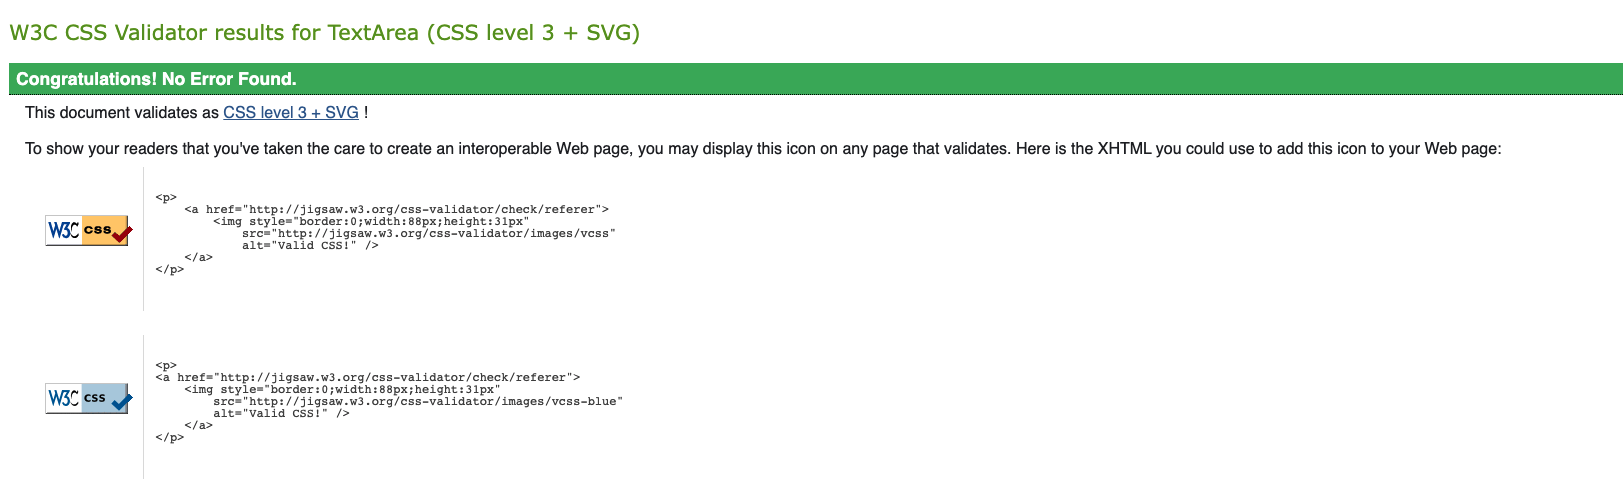 W3C CSS Validator results for TextArea (CSS level 3 + SVG)
Congratulations! No Error Found.
This document validates as CSS level 3 + SVG !
To show your readers that you've taken the care to create an interoperable Web page, you may display this icon on any page that validates. Here is the XHTML you could use to add this icon to your Web page:
W3C css
<p>
    <a href="http://jigsaw.w3.org/css-validator/check/referer">
        <img style="border:0;width:88px;height:31px"
            src="http://jigsaw.w3.org/css-validator/images/vcss"
            alt="Valid CSS!" />
    </a>
</p>
W3C css
<p>
<a href="http://jigsaw.w3.org/css-validator/check/referer">
    <img style="border:0;width:88px;height:31px"
        src="http://jigsaw.w3.org/css-validator/images/vcss-blue"
        alt="Valid CSS!" />
    </a>
</p>